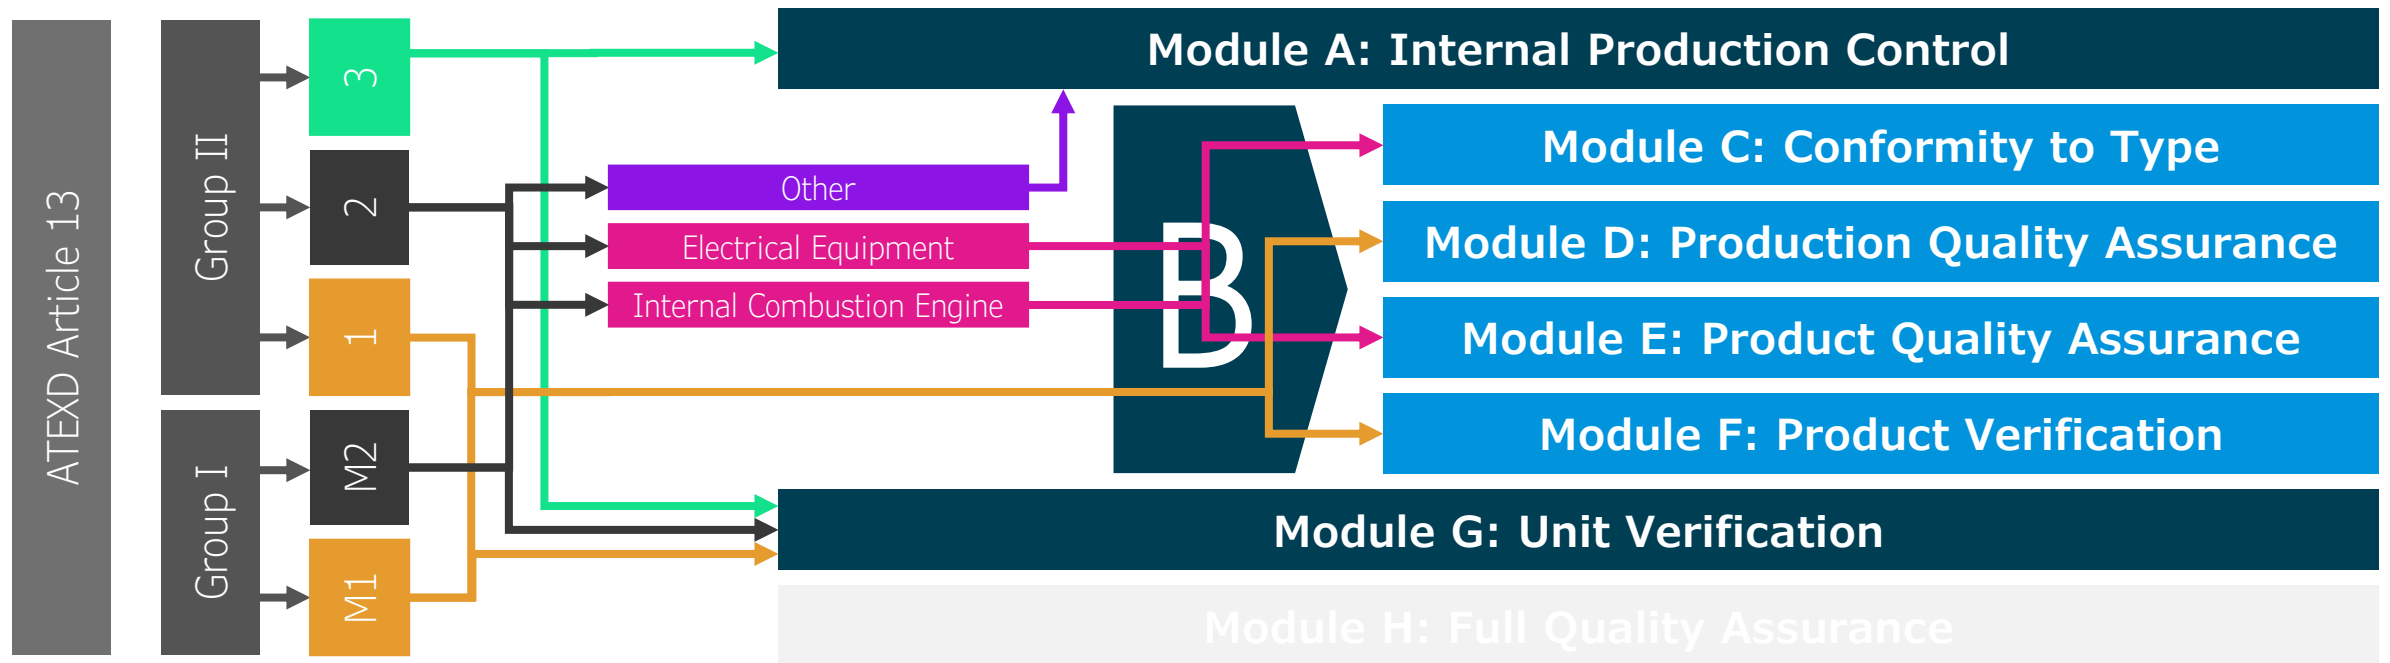 ATEXD Article 13
Group II
Group I
3
2
1
M2
M1
Other
Electrical Equipment
Internal Combustion Engine
B
Module A: Internal Production Control
Module C: Conformity to Type
Module D: Production Quality Assurance
Module E: Product Quality Assurance
Module F: Product Verification
Module G: Unit Verification
Module H: Full Quality Assurance